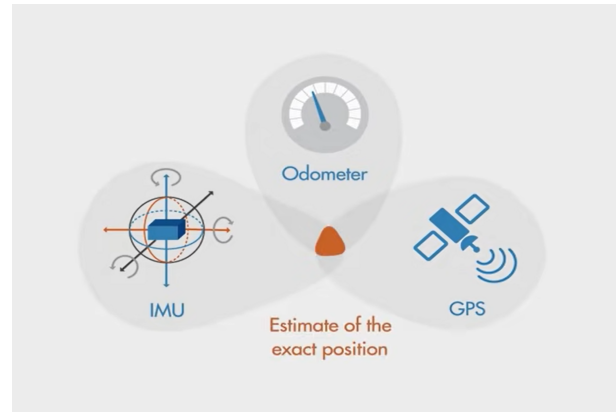 Odometer
IMU
GPS
Estimate of the
exact position